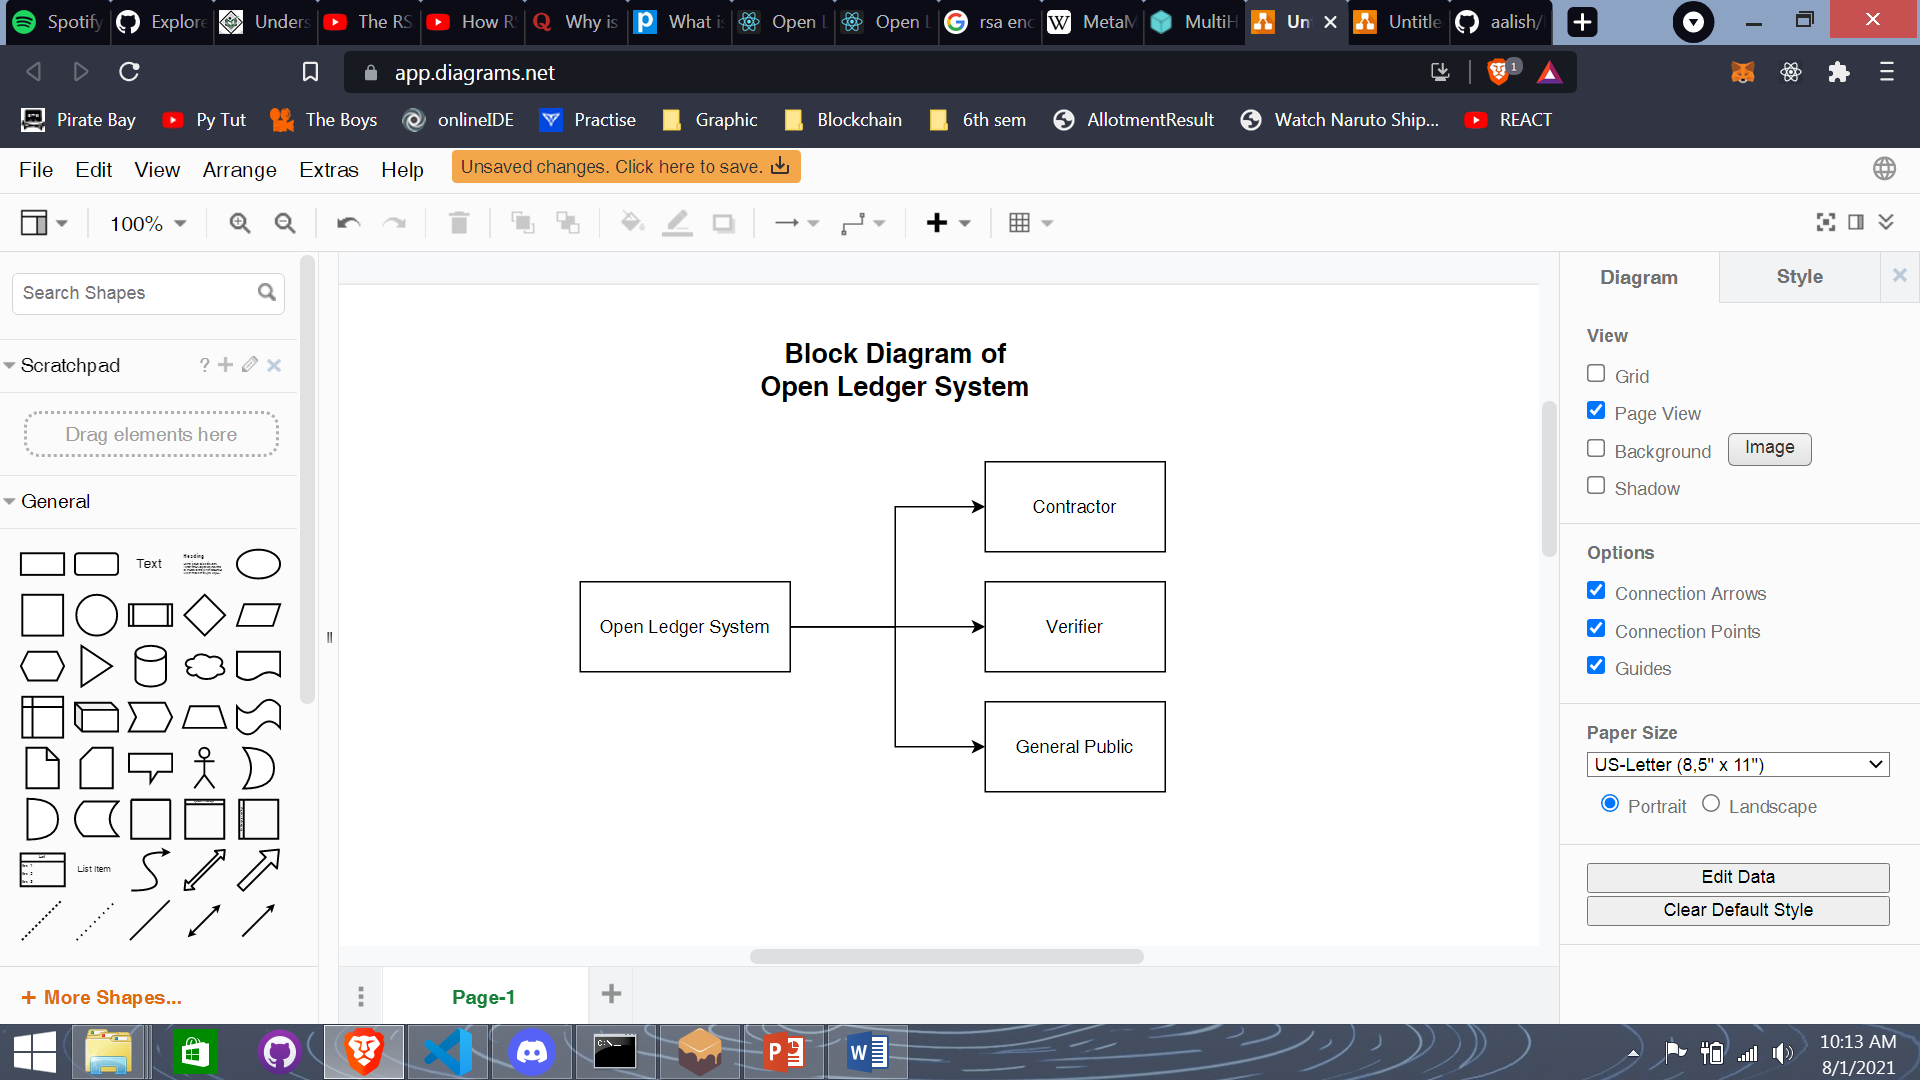 Spotify
Explore
Unders
The RS
How RS
Why is
What is
Open L
Open L
rsa enc
MetaM
MultiH
Un
Untitle
aalish/
app.diagrams.net
1
Pirate Bay
Py Tut
The Boys
onlineIDE
Practise
Graphic
Blockchain
6th sem
AllotmentResult
Watch Naruto Ship...
REACT
File Edit View Arrange Extras Help
Unsaved changes. Click here to save.
100%
Search Shapes
Scratchpad
?
Drag elements here
General
Text
Heading
List Item
+ More Shapes...
Block Diagram of
Open Ledger System
Contractor
Open Ledger System
Verifier
General Public
Page-1
Diagram
Style
View
Grid
Page View
Background
Image
Shadow
Options
Connection Arrows
Connection Points
Guides
Paper Size
US-Letter (8,5" x 11")
Portrait
Landscape
Edit Data
Clear Default Style
10:13 AM
8/1/2021